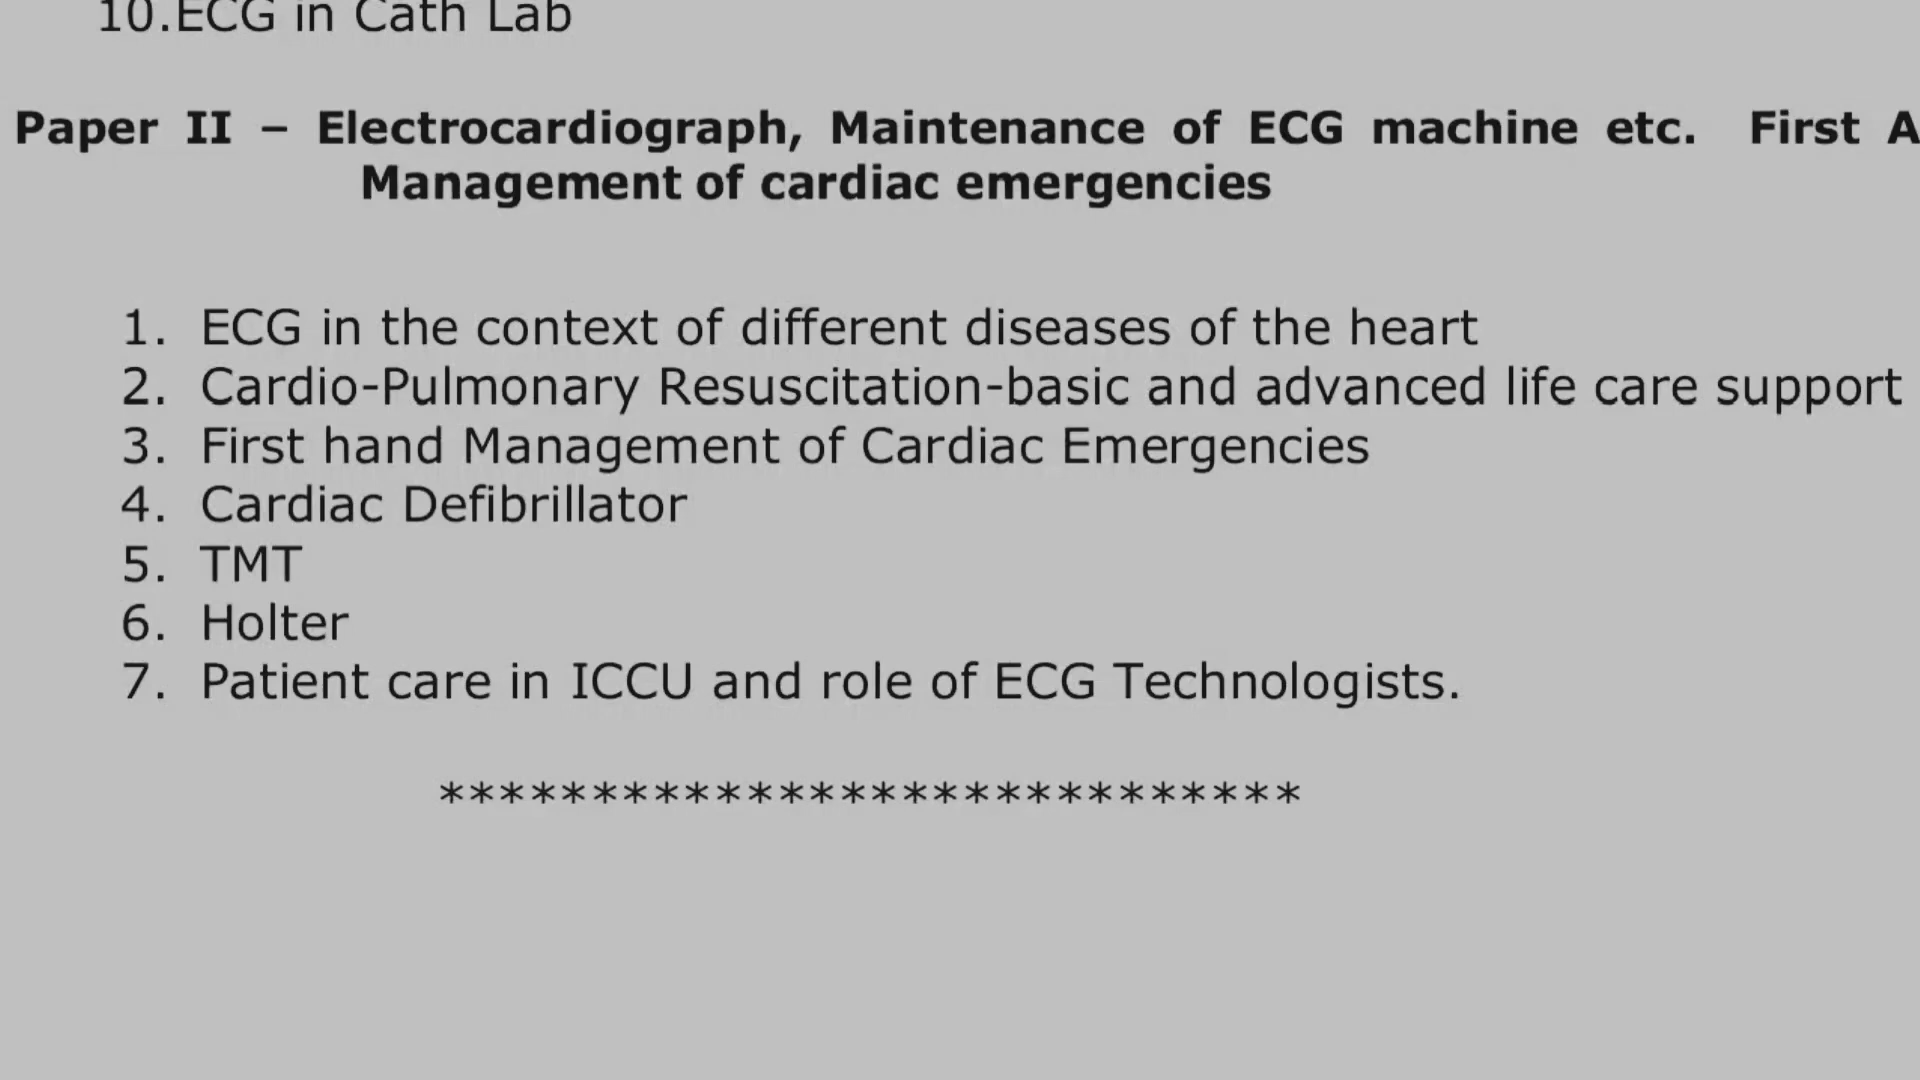 10.ECG in Cath Lab
Paper II – Electrocardiograph, Maintenance of ECG machine etc. First
Management of cardiac emergencies
1. ECG in the context of different diseases of the heart
2. Cardio-Pulmonary Resuscitation-basic and advanced life care support
3. First hand Management of Cardiac Emergencies
4. Cardiac Defibrillator
5. TMT
6. Holter
7. Patient care in ICCU and role of ECG Technologists.
****************************